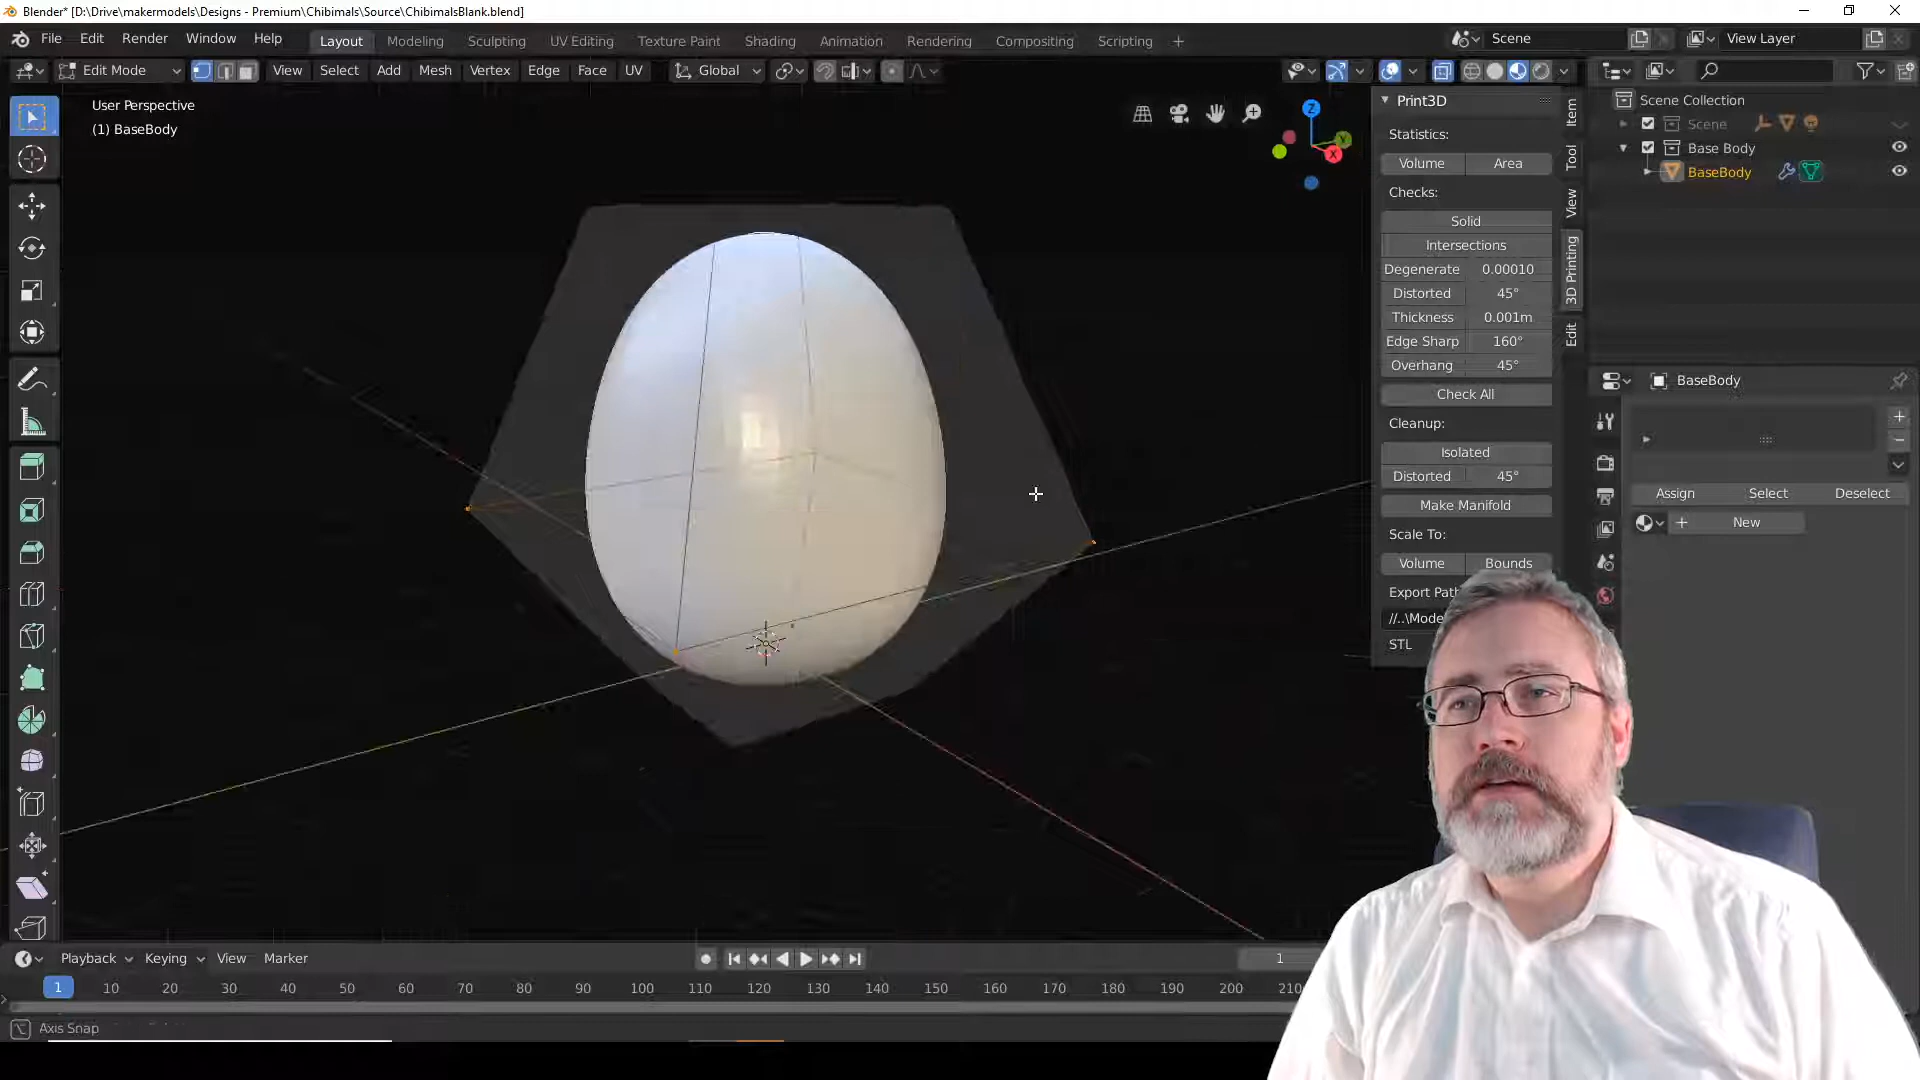 Blender* [D:\Drive\makermodels\Designs - Premium\Chibimals\Source\ChibimalsBlank.blend]
File Edit Render Window Help
Layout Modeling Sculpting UV Editing Texture Paint Shading Animation Rendering Compositing Scripting +
Scene
View Layer
Edit Mode
View Select Add Mesh Vertex Edge Face UV
Global
User Perspective
(1) BaseBody
Z
Y
X
Print3D
Statistics:
Volume Area
Checks:
Solid
Intersections
Degenerate 0.00010
Distorted 45°
Thickness 0.001m
Edge Sharp 160°
Overhang 45°
Check All
Cleanup:
Isolated
Distorted 45°
Make Manifold
Scale To:
Volume Bounds
Export Pat
//..\Mode
STL
Item
Tool
View
3D Printing
Edit
Scene Collection
Scene
Base Body
BaseBody
BaseBody
Assign Select Deselect
New
Playback Keying View Marker
1
1 10 20 30 40 50 60 70 80 90 100 110 120 130 140 150 160 170 180 190 200 210
Axis Snap